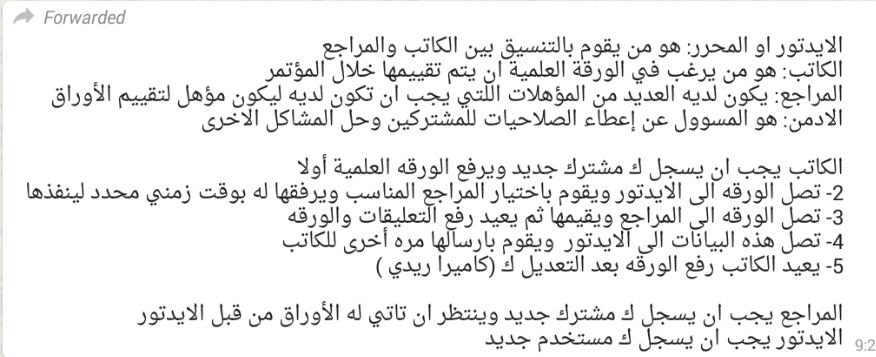 Forwarded
الايدتور او المحرر: هو من يقوم بالتنسيق بين الكاتب والمراجع
الكاتب: هو من يرغب في الورقة العلمية ان يتم تقييمها خلال المؤتمر
المراجع: يكون لديه العديد من المؤهلات اللتي يجب ان تكون لديه ليكون مؤهل لتقييم الأوراق
الادمن: هو المسوول عن إعطاء الصلاحيات للمشتركين وحل المشاكل الاخرى
الكاتب يجب ان يسجل ك مشترك جديد ويرفع الورقه العلمية أولا
2- تصل الورقه الى الايدتور ويقوم باختيار المراجع المناسب ويرفقها له بوقت زمني محدد لينفذها
3- تصل الورقه الى المراجع ويقيمها ثم يعيد رفع التعليقات والورقه
4- تصل هذه البيانات الى الايدتور ويقوم بارسالها مره أخرى للكاتب
5- يعيد الكاتب رفع الورقه بعد التعديل ك (كاميرا ريدي )
المراجع يجب ان يسجل ك مشترك جديد وينتظر ان تاتي له الأوراق من قبل الايدتور
الايدتور يجب ان يسجل ك مستخدم جديد